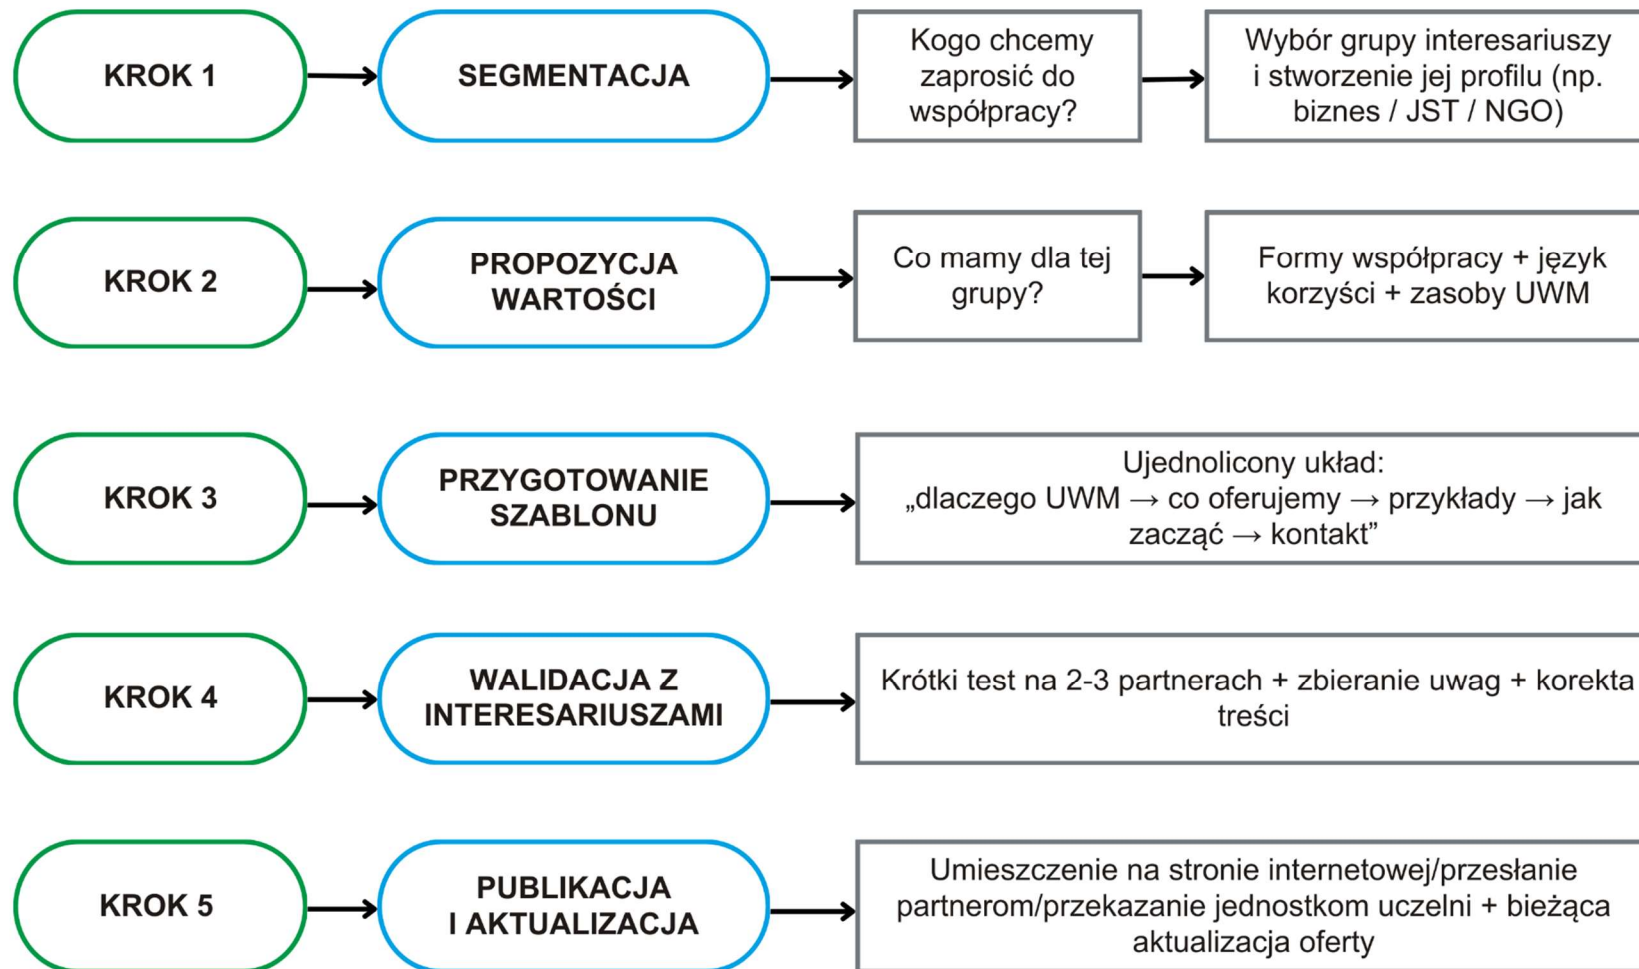 KROK 1
SEGMENTACJA
Kogo chcemy
zaprosić do
współpracy?
Wybór grupy interesariuszy
i stworzenie jej profilu (np.
biznes / JST / NGO)
KROK 2
PROPOZYCJA
WARTOŚCI
Co mamy dla tej
grupy?
Formy współpracy + język
korzyści + zasoby UWM
KROK 3
PRZYGOTOWANIE
SZABLONU
Ujednolicony układ:
„dlaczego UWM → co oferujemy → przykłady → jak
zacząć → kontakt”
KROK 4
WALIDACJA Z
INTERESARIUSZAMI
Krótki test na 2-3 partnerach + zbieranie uwag + korekta
treści
KROK 5
PUBLIKACJA
I AKTUALIZACJA
Umieszczenie na stronie internetowej/przesłanie
partnerom/przekazanie jednostkom uczelni + bieżąca
aktualizacja oferty